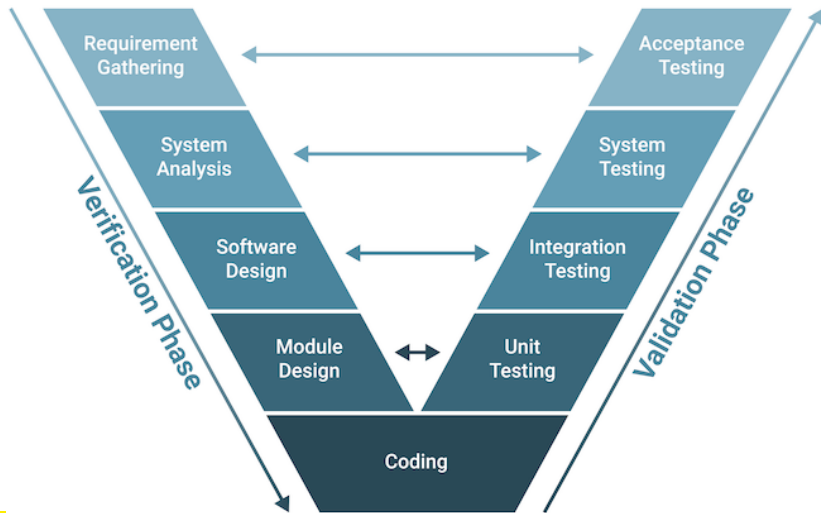 Requirement
Gathering
Acceptance
Testing
System
Analysis
System
Testing
Verification Phase
Validation Phase
Software
Design
Integration
Testing
Module
Design
Unit
Testing
Coding